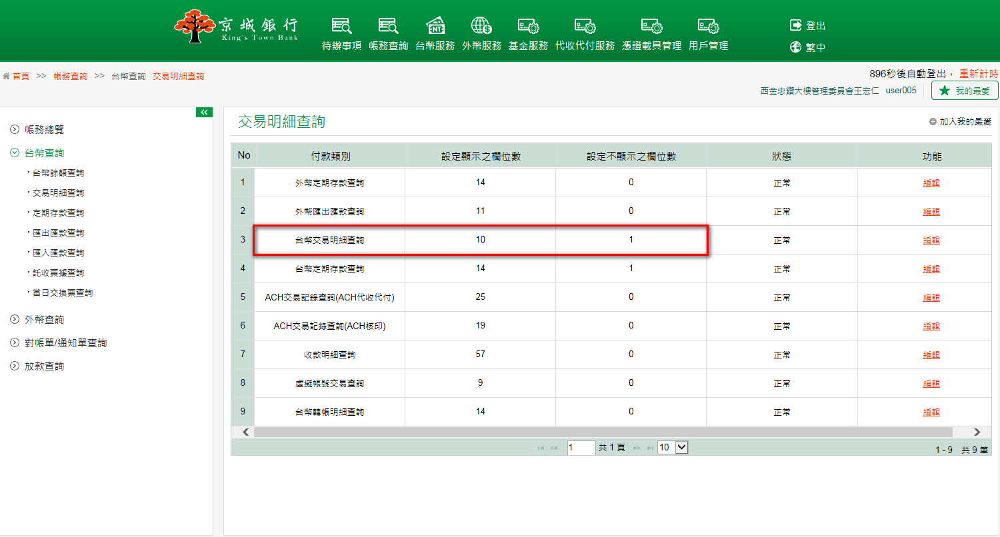 京城銀行
King's Town Bank
待辦事項 帳務查詢 台幣服務 外幣服務 基金服務 代收代付服務 憑證載具管理 用戶管理
登出
繁中
首頁 >> 帳務查詢 >> 台幣查詢 交易明細查詢
896秒後自動登出， 重新計時
西金忠鑽大樓管理委員會王宏仁 user005
我的最愛
帳務總覽
台幣查詢
台幣餘額查詢
交易明細查詢
定期存款查詢
匯出匯款查詢
匯入匯款查詢
託收票據查詢
當日交換票查詢
外幣查詢
對帳單/通知單查詢
放款查詢
交易明細查詢
加入我的最愛
No 付款類別 設定顯示之欄位數 設定不顯示之欄位數 狀態 功能
1 外幣定期存款查詢 14 0 正常 編輯
2 外幣匯出匯款查詢 11 0 正常 編輯
3 台幣交易明細查詢 10 1 正常 編輯
4 台幣定期存款查詢 14 1 正常 編輯
5 ACH交易記錄查詢(ACH代收代付) 25 0 正常 編輯
6 ACH交易記錄查詢(ACH核印) 19 0 正常 編輯
7 收款明細查詢 57 0 正常 編輯
8 虛擬帳號交易查詢 9 0 正常 編輯
9 台幣轉帳明細查詢 14 0 正常 編輯
1 共 1 頁 10
1 - 9 共 9 筆